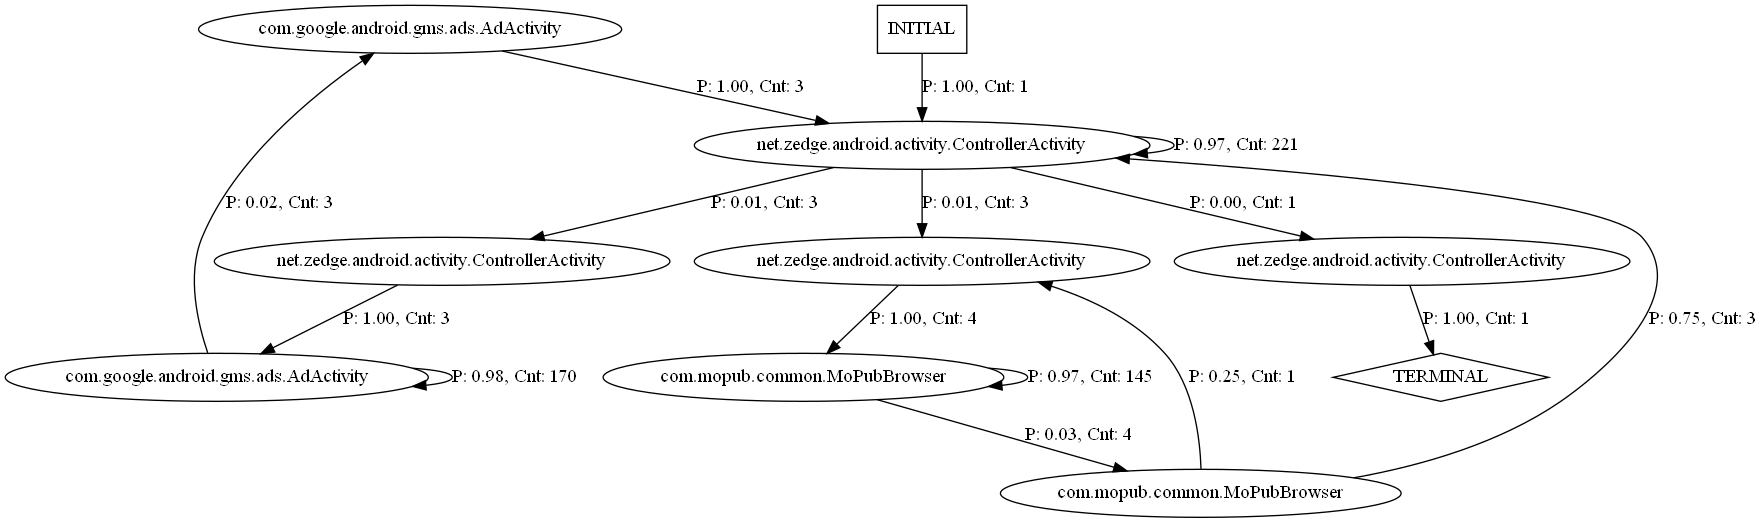 com.google.android.gms.ads.AdActivity
INITIAL
P: 1.00, Cnt: 3
P: 1.00, Cnt: 1
net.zedge.android.activity.ControllerActivity
P: 0.97, Cnt: 221
P: 0.02, Cnt: 3
P: 0.01, Cnt: 3
P: 0.01, Cnt: 3
P: 0.00, Cnt: 1
net.zedge.android.activity.ControllerActivity
net.zedge.android.activity.ControllerActivity
net.zedge.android.activity.ControllerActivity
P: 1.00, Cnt: 3
P: 1.00, Cnt: 4
P: 1.00, Cnt: 1
P: 0.75, Cnt: 3
com.google.android.gms.ads.AdActivity
P: 0.98, Cnt: 170
com.mopub.common.MoPubBrowser
P: 0.97, Cnt: 145
P: 0.25, Cnt: 1
TERMINAL
P: 0.03, Cnt: 4
com.mopub.common.MoPubBrowser